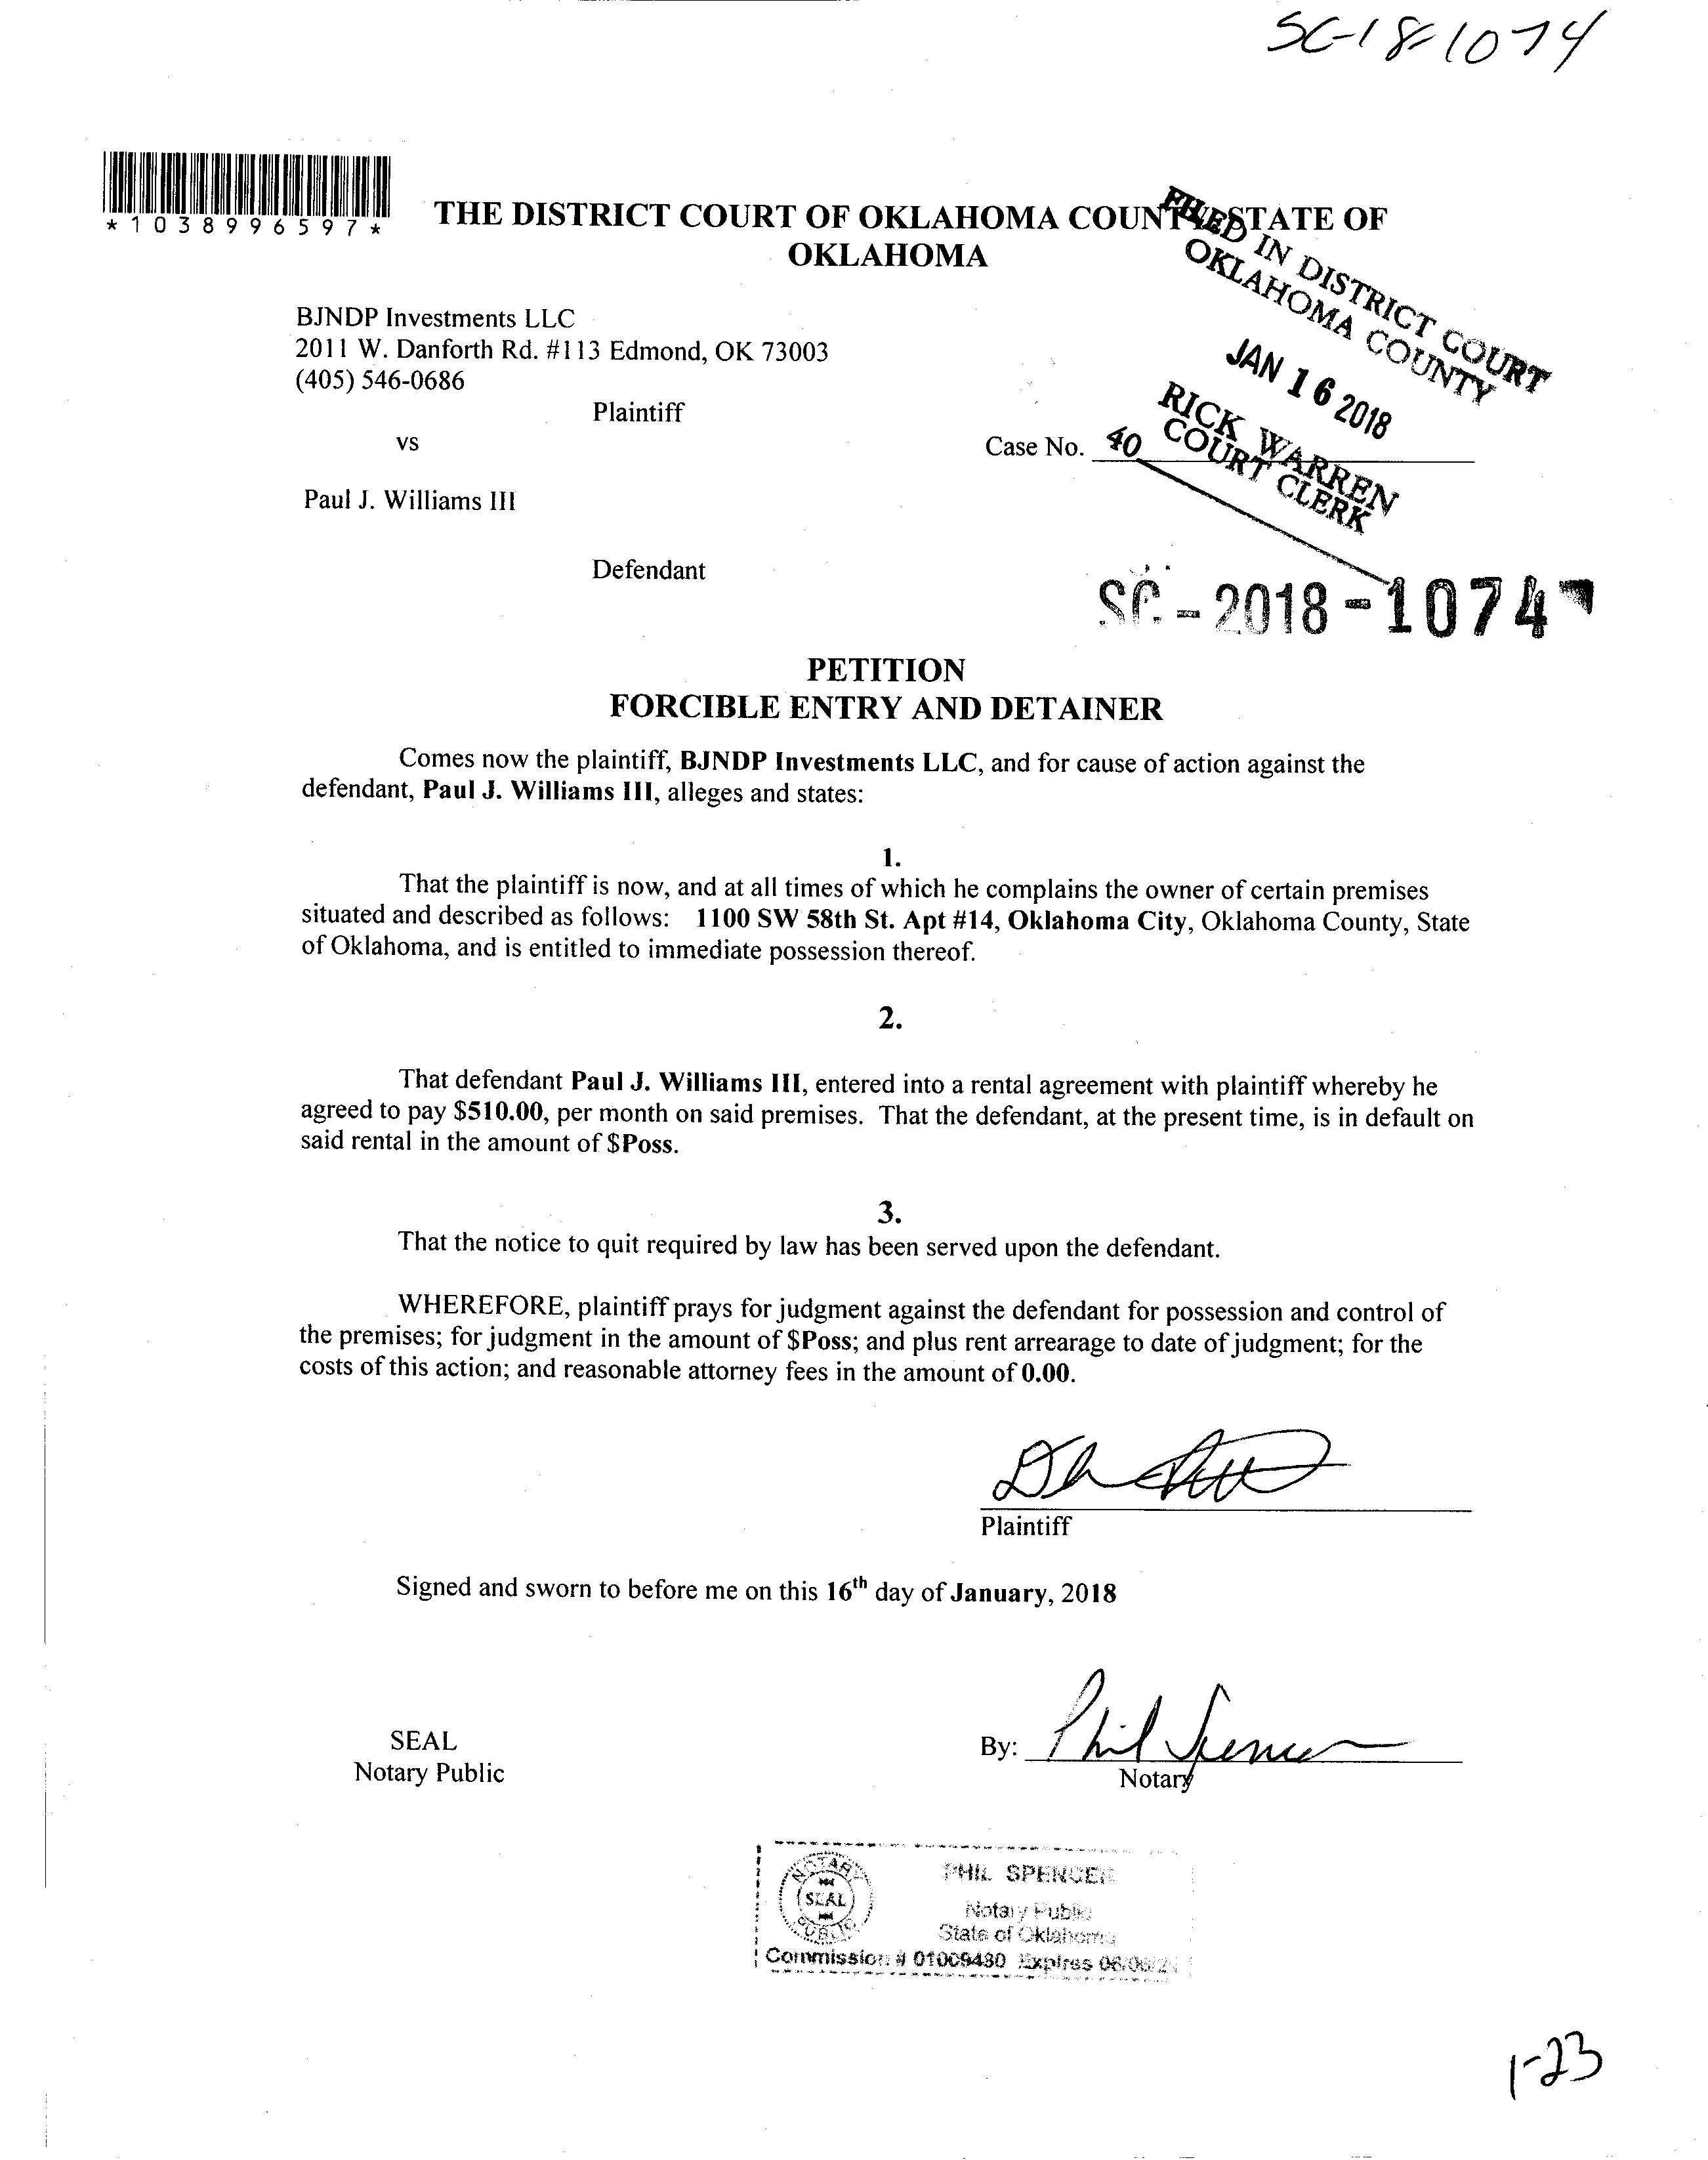 SC-18-1074
*1038996597*
THE DISTRICT COURT OF OKLAHOMA COUNTY STATE OF
OKLAHOMA
FILED IN DISTRICT COURT
OKLAHOMA COUNTY
JAN 16 2018
RICK WARREN
COURT CLERK
40
BJNDP Investments LLC
2011 W. Danforth Rd. #113 Edmond, OK 73003
(405) 546-0686
Plaintiff
vs
Case No.
Paul J. Williams III
Defendant
SC-2018-1074
PETITION
FORCIBLE ENTRY AND DETAINER
Comes now the plaintiff, BJNDP Investments LLC, and for cause of action against the
defendant, Paul J. Williams III, alleges and states:
1.
That the plaintiff is now, and at all times of which he complains the owner of certain premises
situated and described as follows: 1100 SW 58th St. Apt #14, Oklahoma City, Oklahoma County, State
of Oklahoma, and is entitled to immediate possession thereof.
2.
That defendant Paul J. Williams III, entered into a rental agreement with plaintiff whereby he
agreed to pay $510.00, per month on said premises. That the defendant, at the present time, is in default on
said rental in the amount of $Poss.
3.
That the notice to quit required by law has been served upon the defendant.
WHEREFORE, plaintiff prays for judgment against the defendant for possession and control of
the premises; for judgment in the amount of $Poss; and plus rent arrearage to date of judgment; for the
costs of this action; and reasonable attorney fees in the amount of 0.00.
Plaintiff
Signed and sworn to before me on this 16th day of January, 2018
SEAL
Notary Public
By: Phil Spencer
Notary
NOTARY
SEAL
PUBLIC
PHIL SPENCER
Notary Public
State of Oklahoma
Commission # 01009480 Expires 06/06/2
1-23